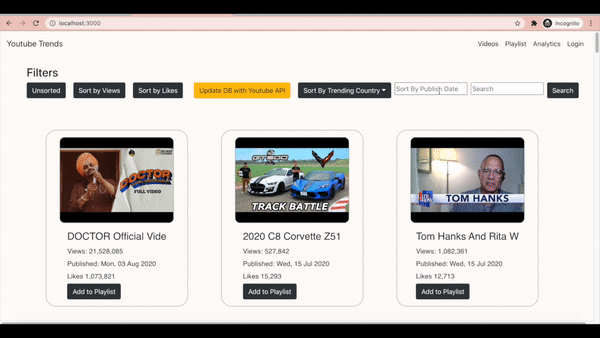 localhost:3000
Incognito
Youtube Trends
Videos Playlist Analytics Login
Filters
Unsorted Sort by Views Sort by Likes Update DB with Youtube API Sort By Trending Country Sort By Publish Date Search Search
DOCTOR
FULL VIDEO
GT500
TRACK BATTLE
TOM HANKS
DOCTOR Official Vide
Views: 21,528,085
Published: Mon, 03 Aug 2020
Likes 1,073,821
Add to Playlist
2020 C8 Corvette Z51
Views: 527,842
Published: Wed, 15 Jul 2020
Likes 15,293
Add to Playlist
Tom Hanks And Rita W
Views: 1,082,361
Published: Wed, 15 Jul 2020
Likes 12,713
Add to Playlist